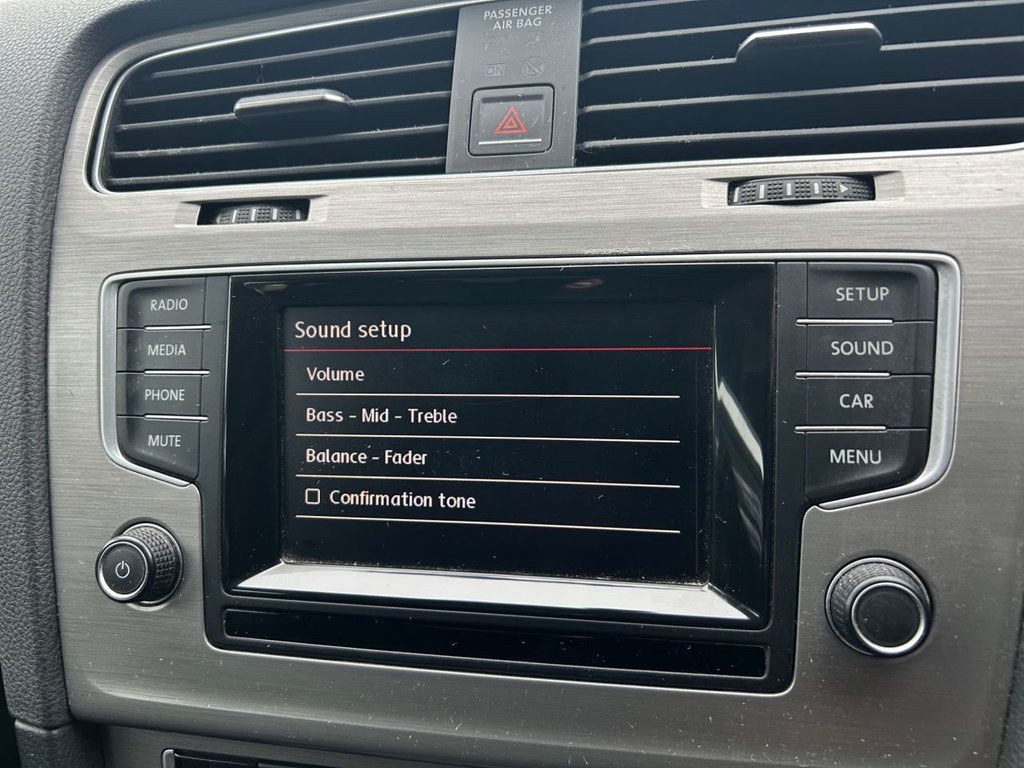 PASSENGER
AIR BAG
ON
RADIO
MEDIA
PHONE
MUTE
Sound setup
Volume
Bass - Mid - Treble
Balance - Fader
Confirmation tone
SETUP
SOUND
CAR
MENU